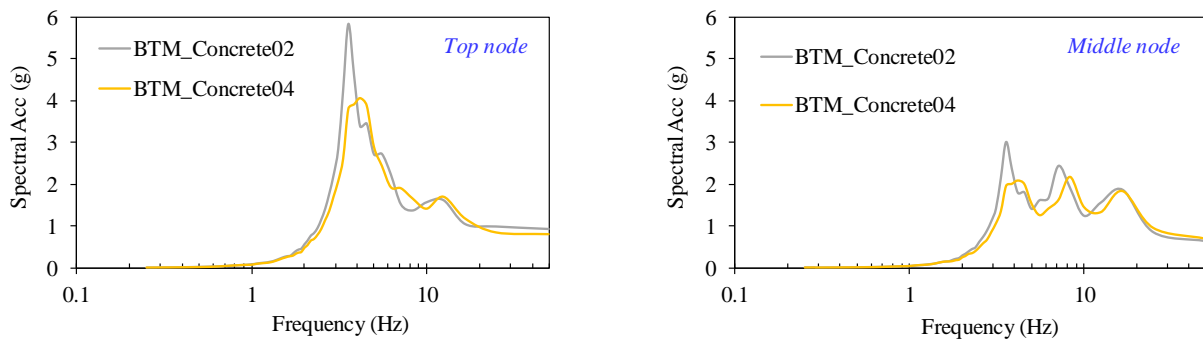 6
5
4
3
2
1
0
Spectral Acc (g)
BTM_Concrete02
BTM_Concrete04
Top node
0.1
1
10
Frequency (Hz)
6
5
4
3
2
1
0
Spectral Acc (g)
BTM_Concrete02
BTM_Concrete04
Middle node
0.1
1
10
Frequency (Hz)